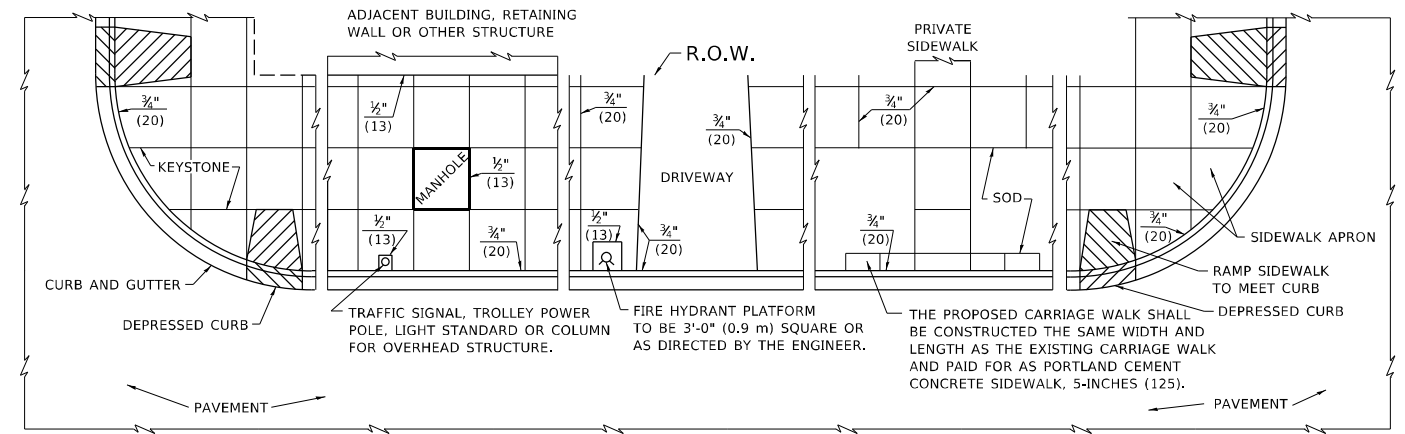 ADJACENT BUILDING, RETAINING
WALL OR OTHER STRUCTURE
R.O.W.
PRIVATE
SIDEWALK
¾"
(20)
½"
(13)
¾"
(20)
¾"
(20)
¾"
(20)
¾"
(20)
KEYSTONE
MANHOLE
½"
(13)
DRIVEWAY
SOD
½"
(13)
¾"
(20)
½"
(13)
¾"
(20)
¾"
(20)
¾"
(20)
SIDEWALK APRON
CURB AND GUTTER
DEPRESSED CURB
RAMP SIDEWALK
TO MEET CURB
DEPRESSED CURB
TRAFFIC SIGNAL, TROLLEY POWER
POLE, LIGHT STANDARD OR COLUMN
FOR OVERHEAD STRUCTURE.
FIRE HYDRANT PLATFORM
TO BE 3'-0" (0.9 m) SQUARE OR
AS DIRECTED BY THE ENGINEER.
THE PROPOSED CARRIAGE WALK SHALL
BE CONSTRUCTED THE SAME WIDTH AND
LENGTH AS THE EXISTING CARRIAGE WALK
AND PAID FOR AS PORTLAND CEMENT
CONCRETE SIDEWALK, 5-INCHES (125).
PAVEMENT
PAVEMENT